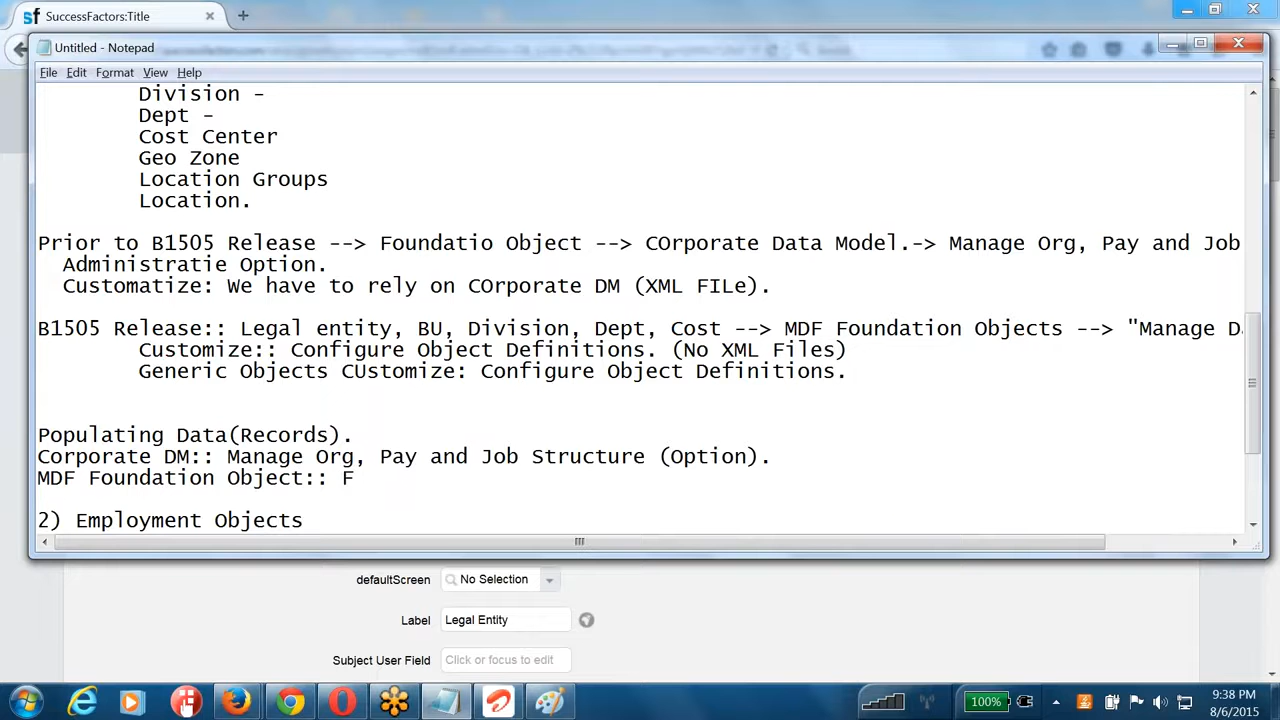 SuccessFactors:Title
Untitled - Notepad
File Edit Format View Help
Division -
Dept -
Cost Center
Geo Zone
Location Groups
Location.
Prior to B1505 Release --> Foundatio Object --> COrporate Data Model.-> Manage Org, Pay and Job
Administratie Option.
Customatize: We have to rely on COrporate DM (XML FILe).
B1505 Release:: Legal entity, BU, Division, Dept, Cost --> MDF Foundation Objects --> "Manage Da
Customize:: Configure Object Definitions. (No XML Files)
Generic Objects CUstomize: Configure Object Definitions.
Populating Data(Records).
Corporate DM:: Manage Org, Pay and Job Structure (Option).
MDF Foundation Object:: F
2) Employment Objects
defaultScreen No Selection
Label Legal Entity
Subject User Field Click or focus to edit
100%
9:38 PM
8/6/2015